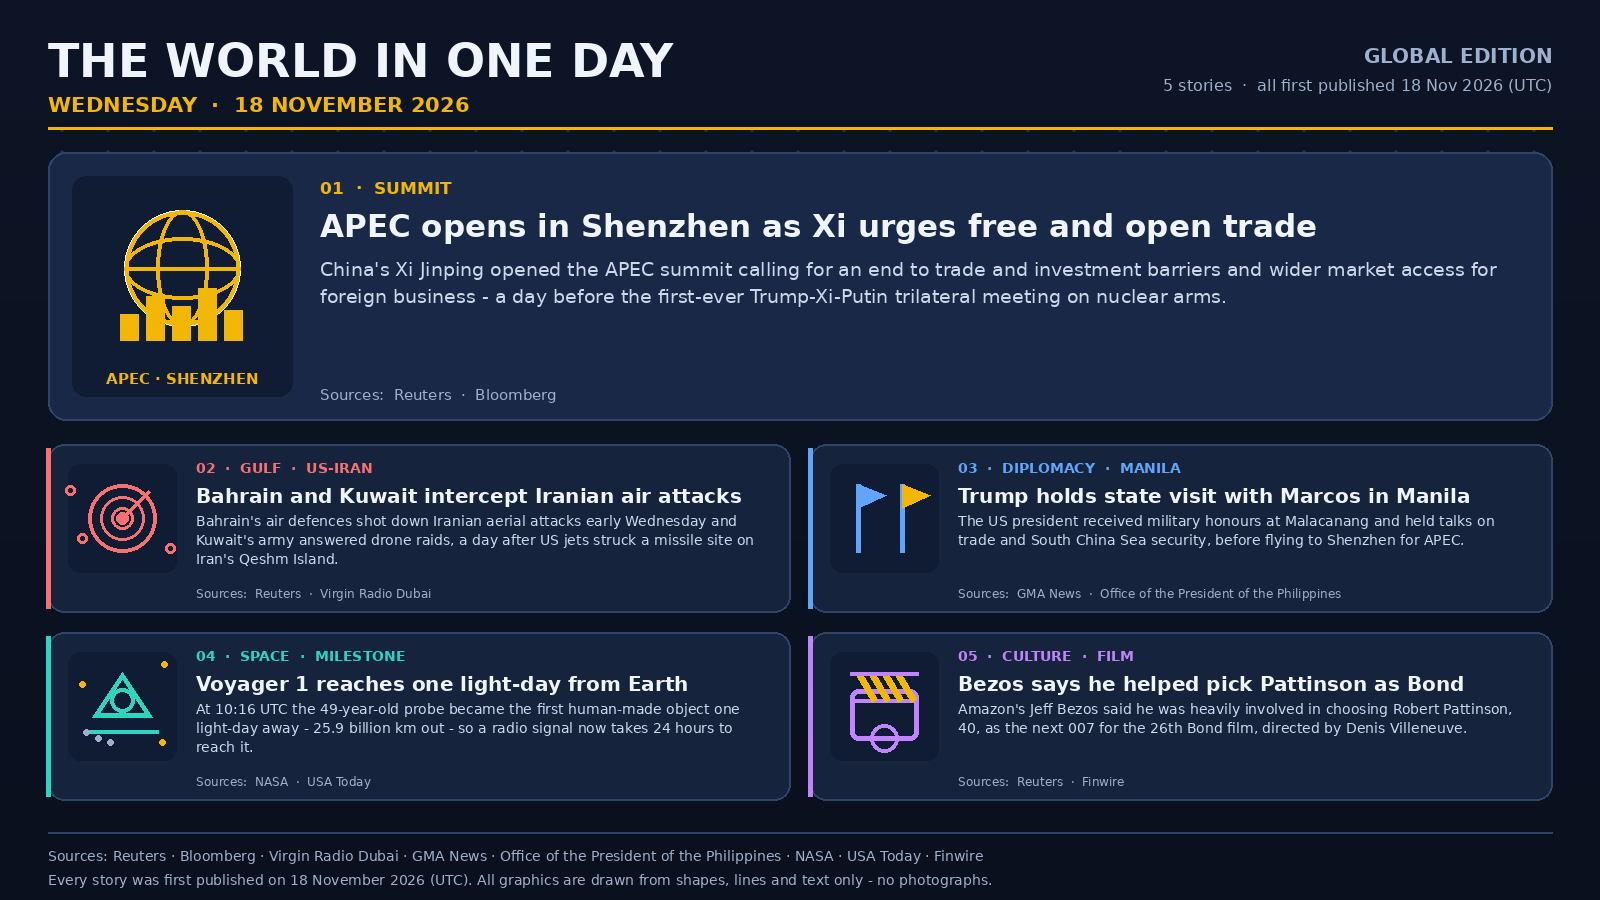 THE WORLD IN ONE DAY
WEDNESDAY · 18 NOVEMBER 2026
GLOBAL EDITION
5 stories · all first published 18 Nov 2026 (UTC)
APEC · SHENZHEN
01 · SUMMIT
APEC opens in Shenzhen as Xi urges free and open trade
China's Xi Jinping opened the APEC summit calling for an end to trade and investment barriers and wider market access for
foreign business - a day before the first-ever Trump-Xi-Putin trilateral meeting on nuclear arms.
Sources: Reuters · Bloomberg
02 · GULF · US-IRAN
Bahrain and Kuwait intercept Iranian air attacks
Bahrain's air defences shot down Iranian aerial attacks early Wednesday and
Kuwait's army answered drone raids, a day after US jets struck a missile site on
Iran's Qeshm Island.
Sources: Reuters · Virgin Radio Dubai
03 · DIPLOMACY · MANILA
Trump holds state visit with Marcos in Manila
The US president received military honours at Malacanang and held talks on
trade and South China Sea security, before flying to Shenzhen for APEC.
Sources: GMA News · Office of the President of the Philippines
04 · SPACE · MILESTONE
Voyager 1 reaches one light-day from Earth
At 10:16 UTC the 49-year-old probe became the first human-made object one
light-day away - 25.9 billion km out - so a radio signal now takes 24 hours to
reach it.
Sources: NASA · USA Today
05 · CULTURE · FILM
Bezos says he helped pick Pattinson as Bond
Amazon's Jeff Bezos said he was heavily involved in choosing Robert Pattinson,
40, as the next 007 for the 26th Bond film, directed by Denis Villeneuve.
Sources: Reuters · Finwire
Sources: Reuters · Bloomberg · Virgin Radio Dubai · GMA News · Office of the President of the Philippines · NASA · USA Today · Finwire
Every story was first published on 18 November 2026 (UTC). All graphics are drawn from shapes, lines and text only - no photographs.